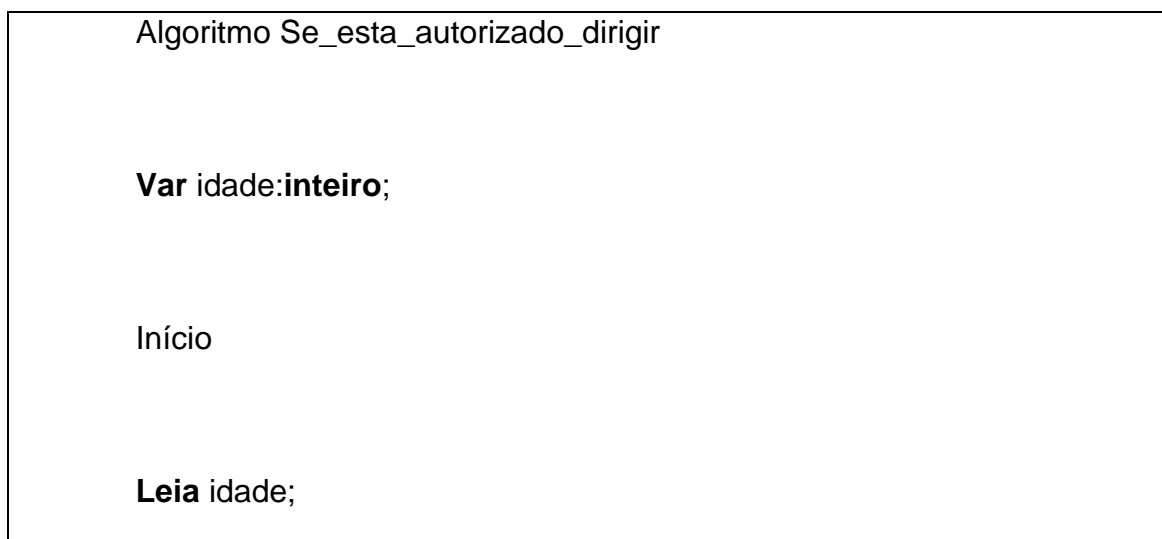 Algoritmo Se_esta_autorizado_dirigir
Var idade:inteiro;
Início
Leia idade;